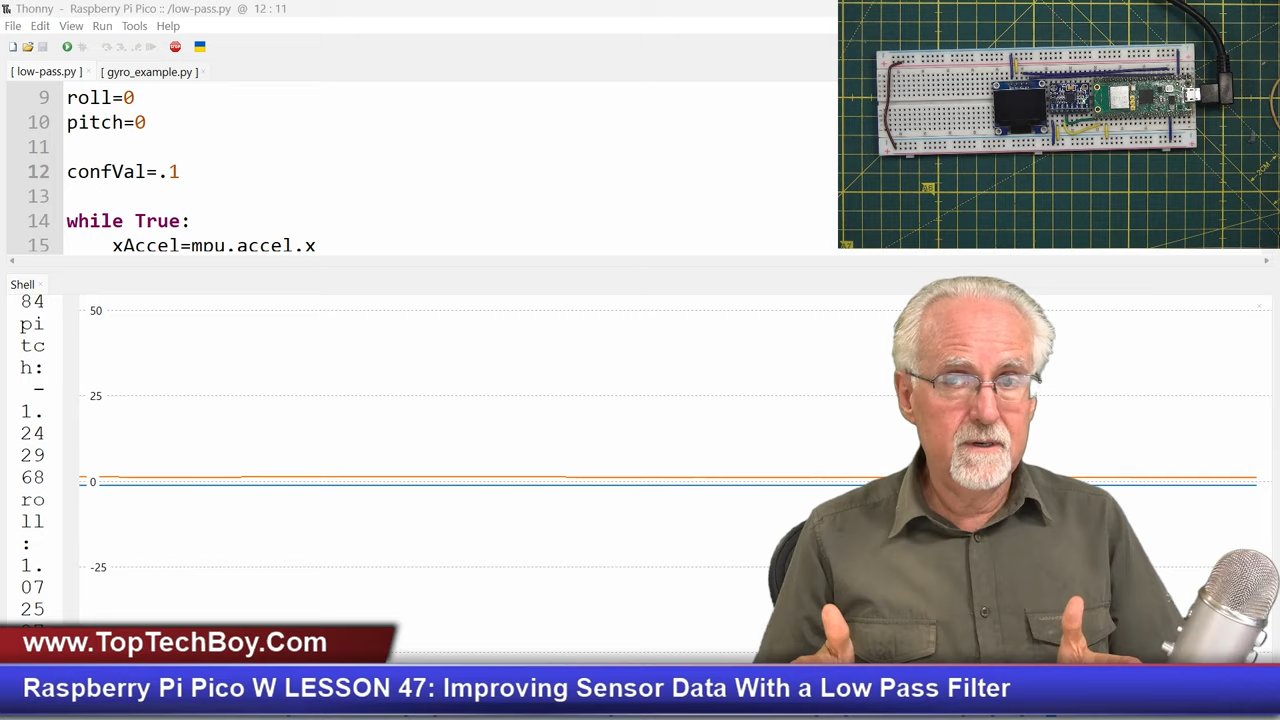 Thonny - Raspberry Pi Pico :: /low-pass.py @ 12 : 11
File Edit View Run Tools Help
[ low-pass.py ] × [ gyro_example.py ] ×
9 roll=0
10 pitch=0
11
12 confVal=.1
13
14 while True:
15 xAccel=mpu.accel.x
Shell ×
84
pi
tc
h:
-
1.
24
29
68
ro
ll
:
1.
07
25
50
25
0
-25
www.TopTechBoy.Com
Raspberry Pi Pico W LESSON 47: Improving Sensor Data With a Low Pass Filter